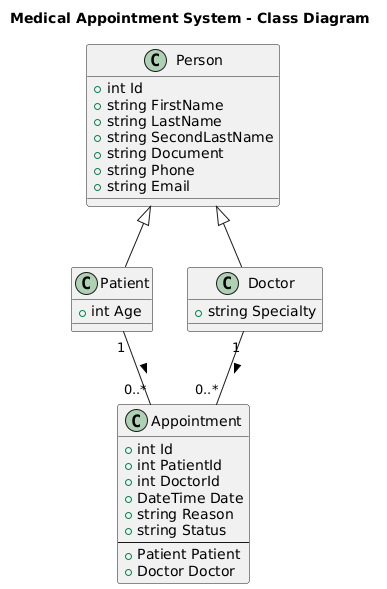 Medical Appointment System - Class Diagram
C Person
int Id
string FirstName
string LastName
string SecondLastName
string Document
string Phone
string Email
C Patient
int Age
C Doctor
string Specialty
1
1
0..*
0..*
C Appointment
int Id
int PatientId
int DoctorId
DateTime Date
string Reason
string Status
Patient Patient
Doctor Doctor